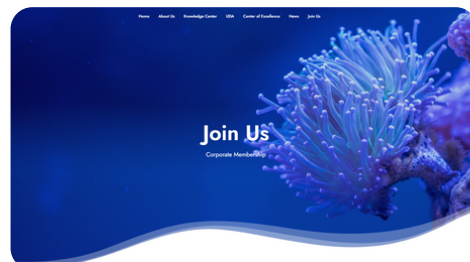 Home About Us Knowledge Center UDA Center of Excellence News Join Us
Join Us
Corporate Membership